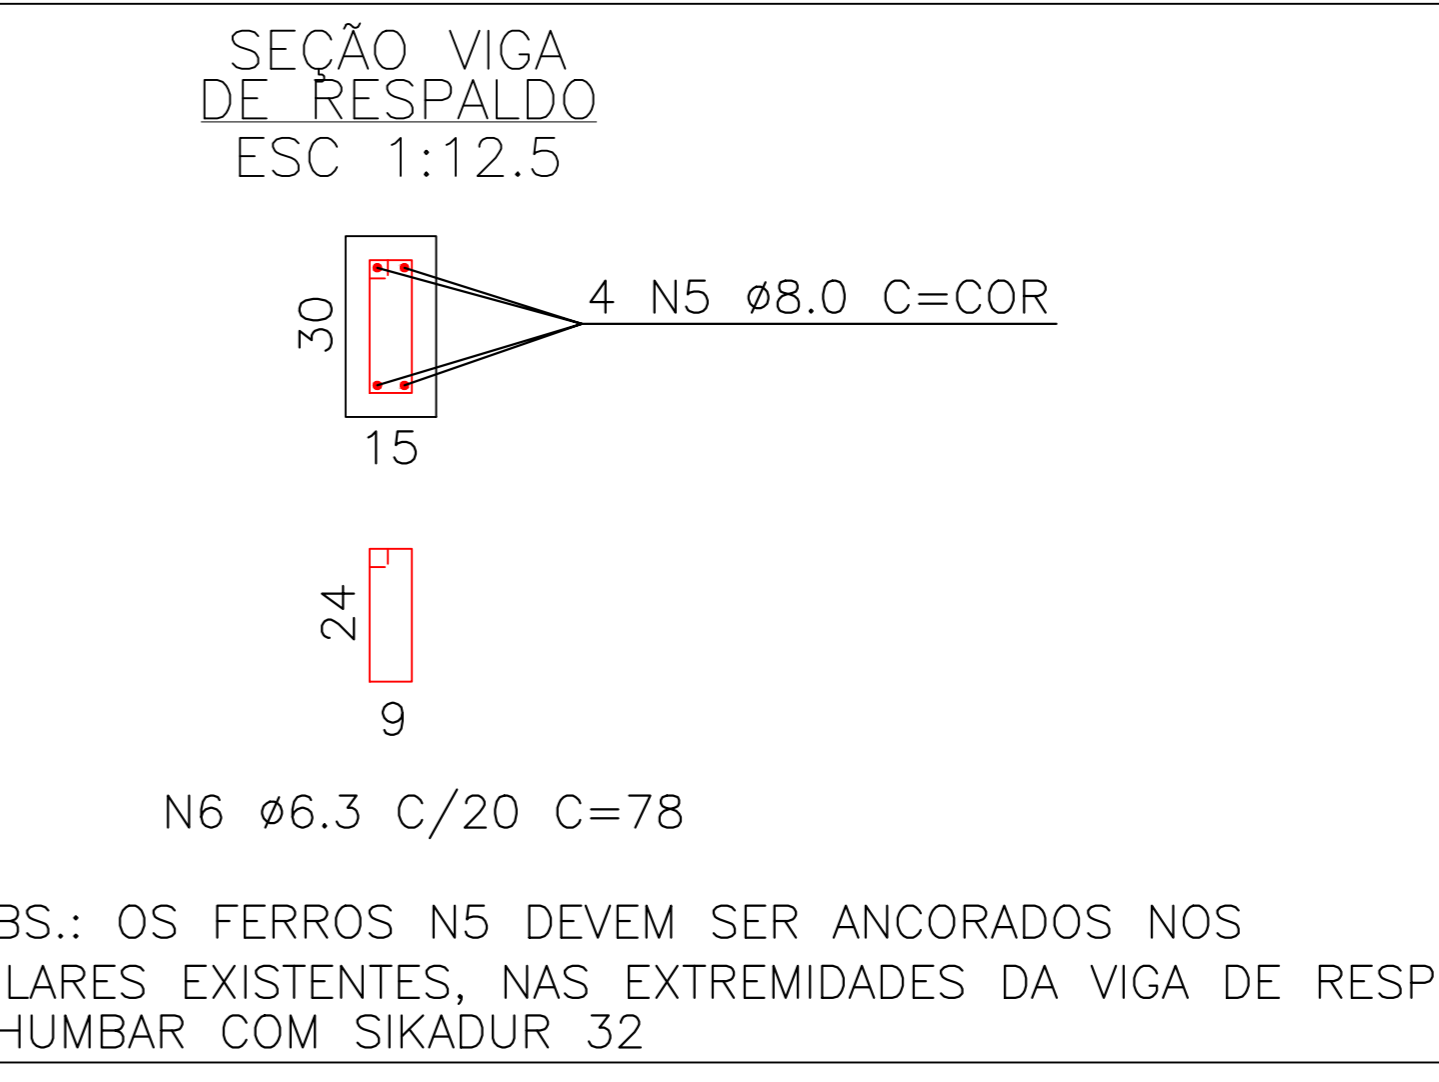 SEÇÃO VIGA
DE RESPALDO
ESC 1:12.5
4 N5 ø8.0 C=COR
30
15
24
9
N6 ø6.3 C/20 C=78
BS.: OS FERROS N5 DEVEM SER ANCORADOS NOS
LARES EXISTENTES, NAS EXTREMIDADES DA VIGA DE RESP
HUMBAR COM SIKADUR 32